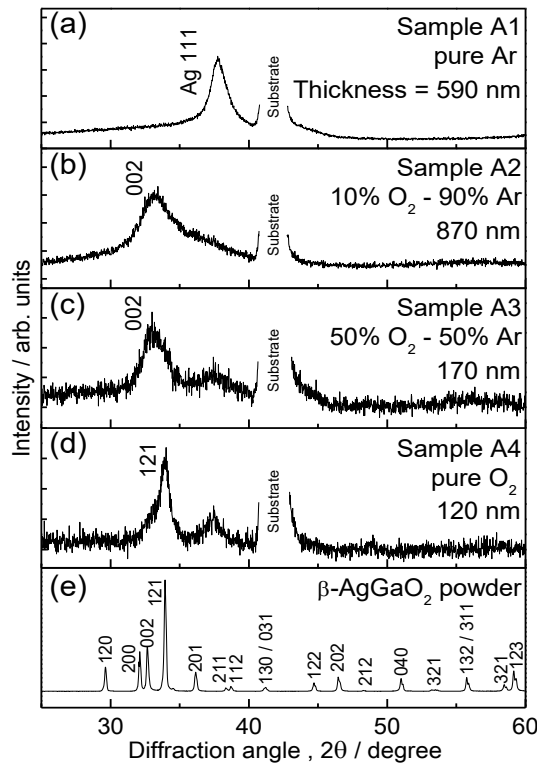 (a)
Ag 111
Substrate
Sample A1
pure Ar
Thickness = 590 nm
(b)
002
Substrate
Sample A2
10% O₂ - 90% Ar
870 nm
(c)
002
Substrate
Sample A3
50% O₂ - 50% Ar
170 nm
(d)
121
Substrate
Sample A4
pure O₂
120 nm
(e)
β-AgGaO₂ powder
120
200
002
121
201
211
112
130 / 031
122
202
212
040
321
132 / 311
321
123
30
40
50
60
Diffraction angle , 2θ / degree
Intensity / arb. units